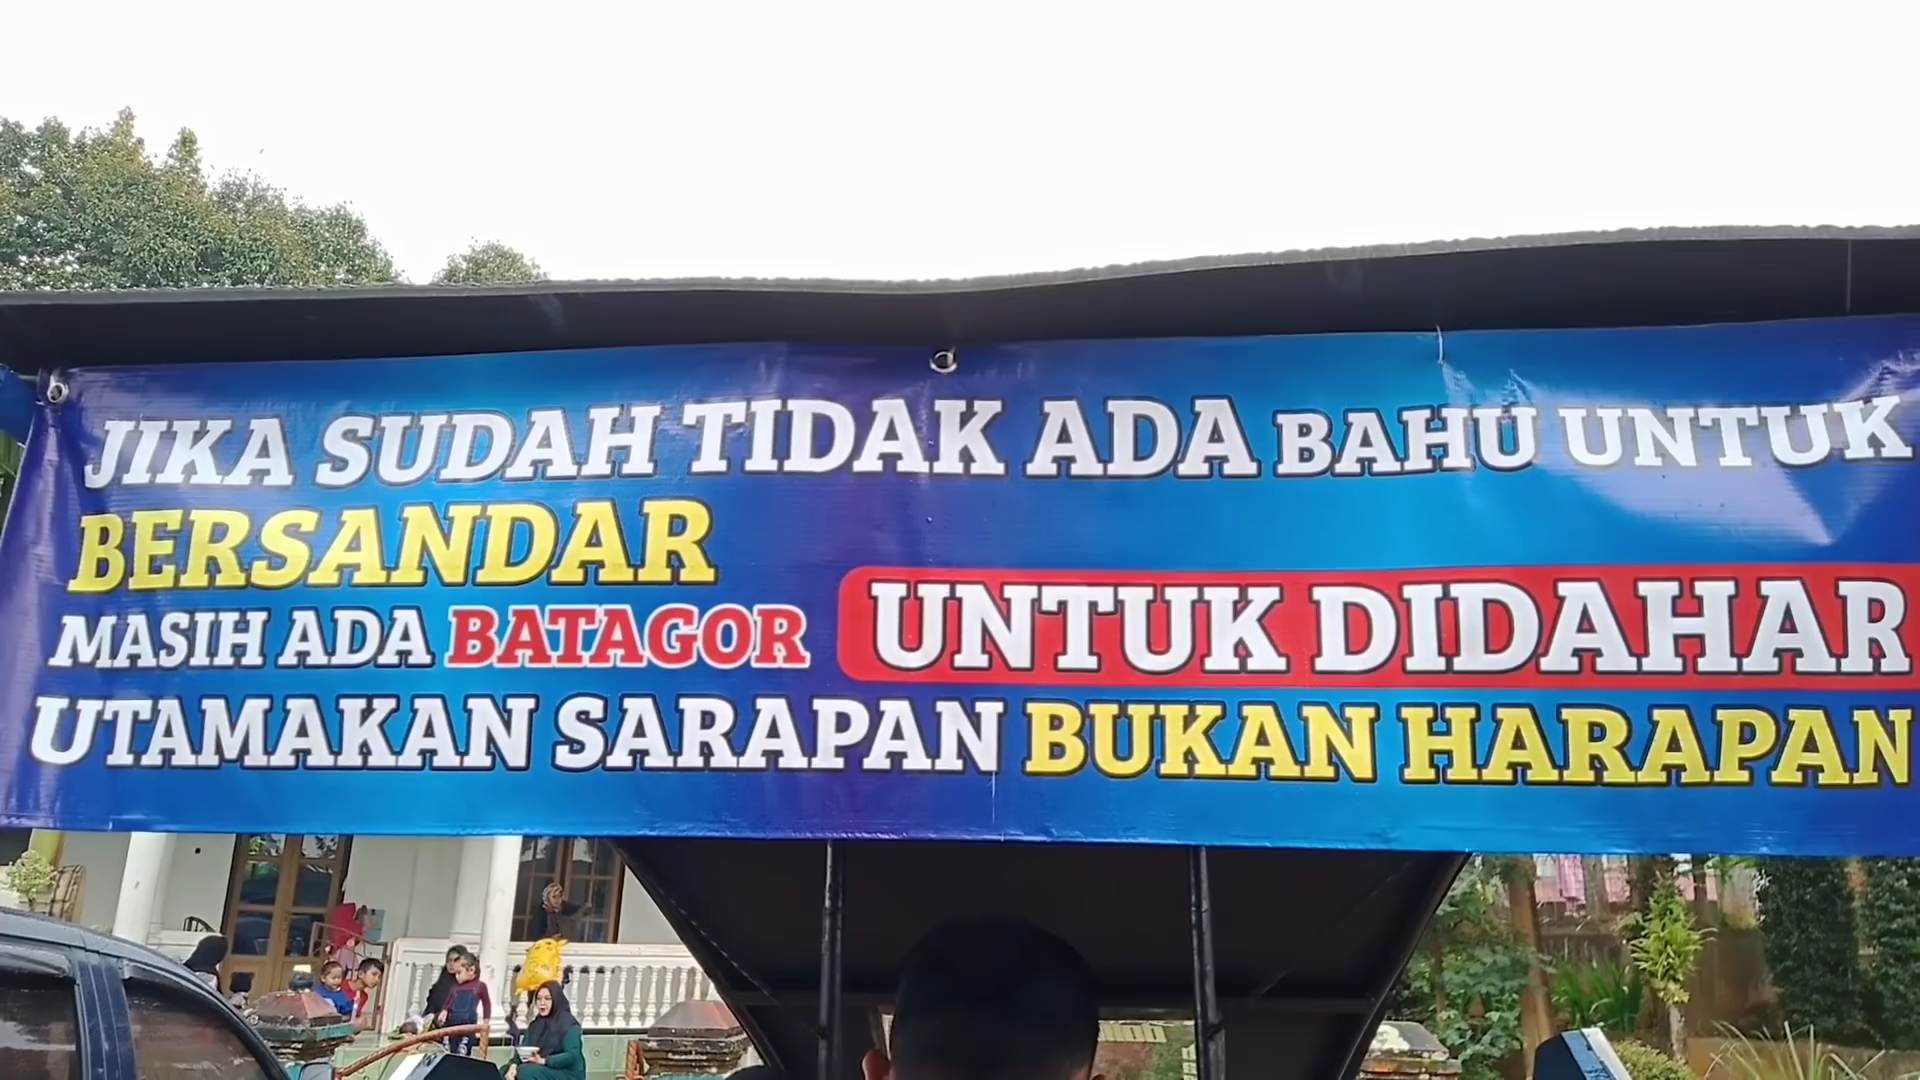 JIKA SUDAH TIDAK ADA BAHU UNTUK
BERSANDAR
MASIH ADA BATAGOR UNTUK DIDAHAR
UTAMAKAN SARAPAN BUKAN HARAPAN